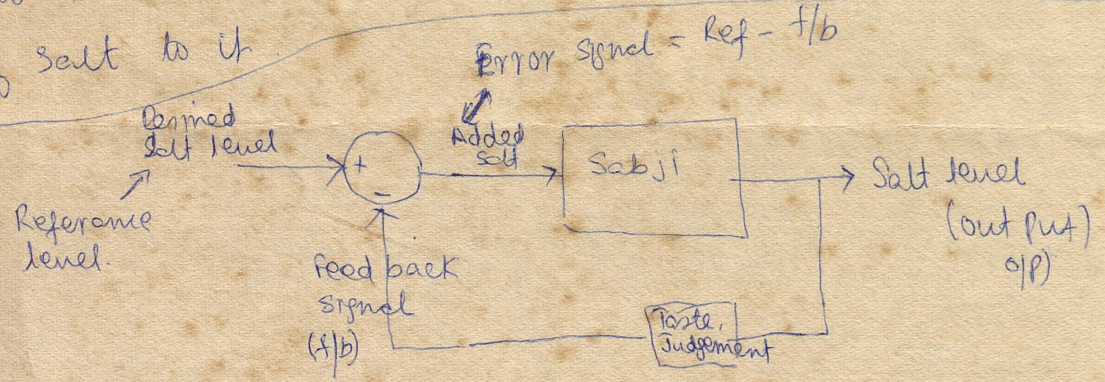 Salt to it
Error signal = Ref - f/b
Desired
Salt level
Added
Salt
+
-
Sabji
Salt level
(output)
o/p)
Reference
level.
Feed back
signal
(f/b)
Taste,
Judgement